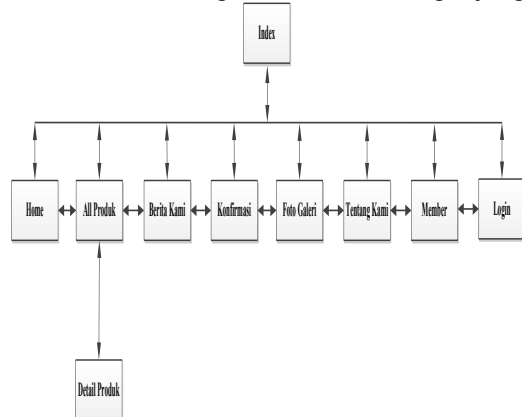 Index
Home
All Produk
Berita Kami
Konfirmasi
Foto Galeri
Tentang Kami
Member
Login
Detail Produk